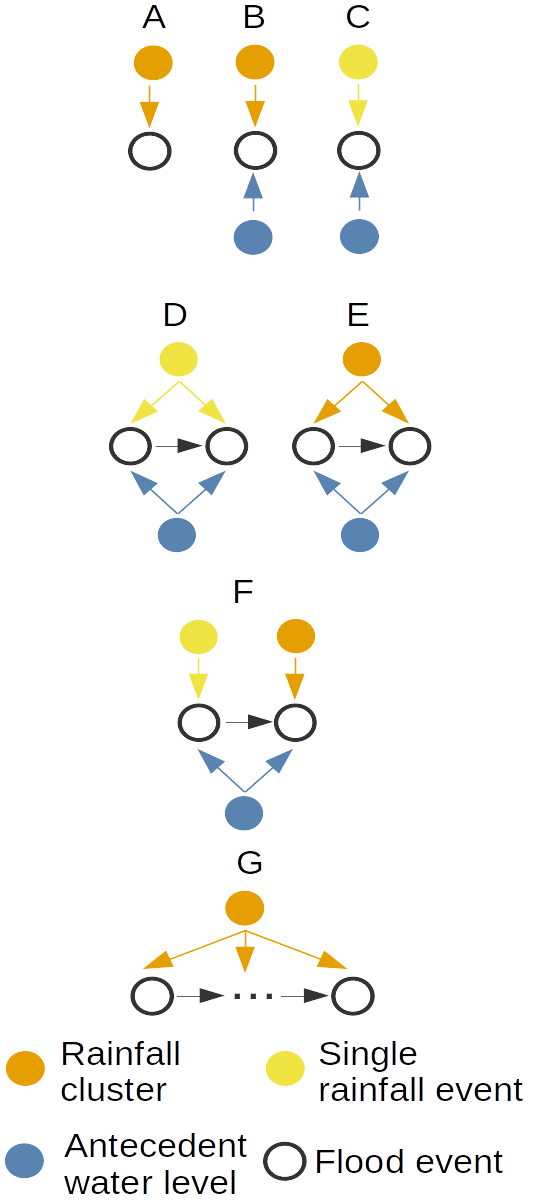 A B C
D E
F
G
...
Rainfall
cluster
Single
rainfall event
Antecedent
water level
Flood event